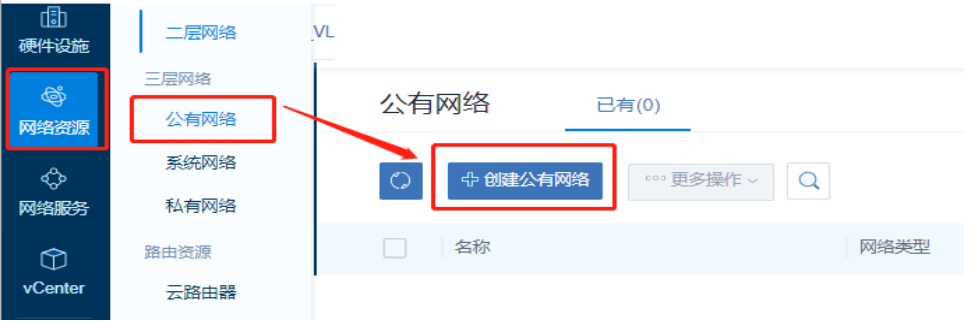 硬件设施
网络资源
网络服务
vCenter
二层网络
三层网络
公有网络
系统网络
私有网络
路由资源
云路由器
_VL
公有网络
已有(0)
创建公有网络
更多操作
名称
网络类型